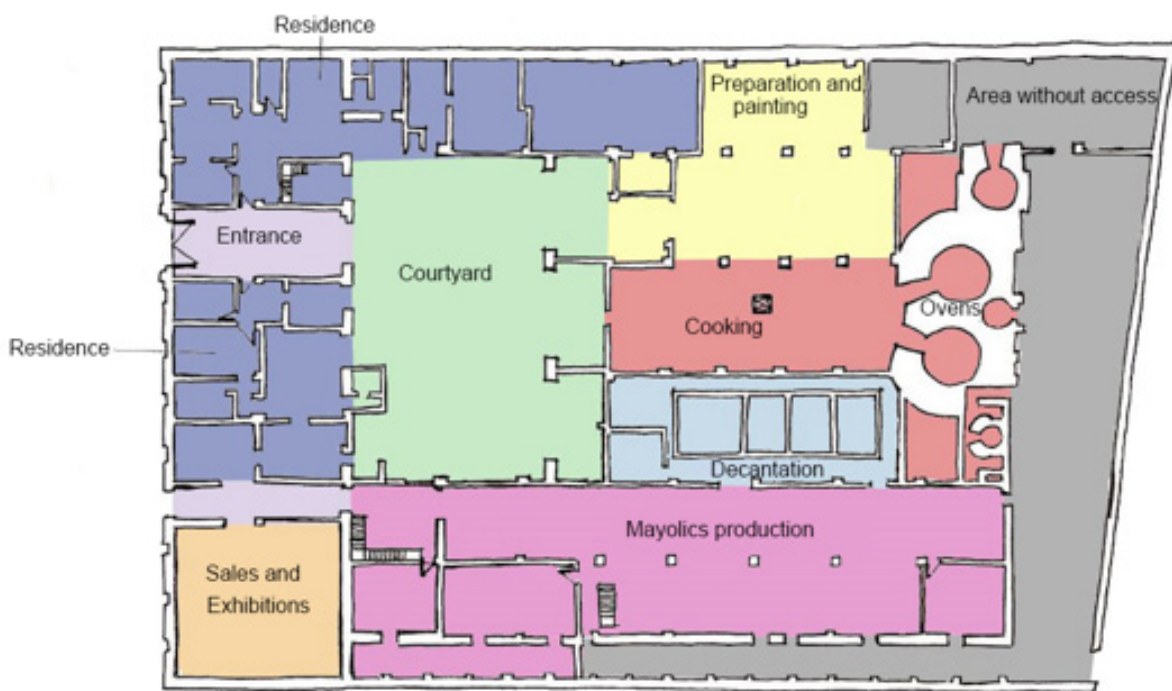 Residence
Preparation and
painting
Area without access
Entrance
Courtyard
Ovens
Cooking
Residence
Decantation
Mayolics production
Sales and
Exhibitions